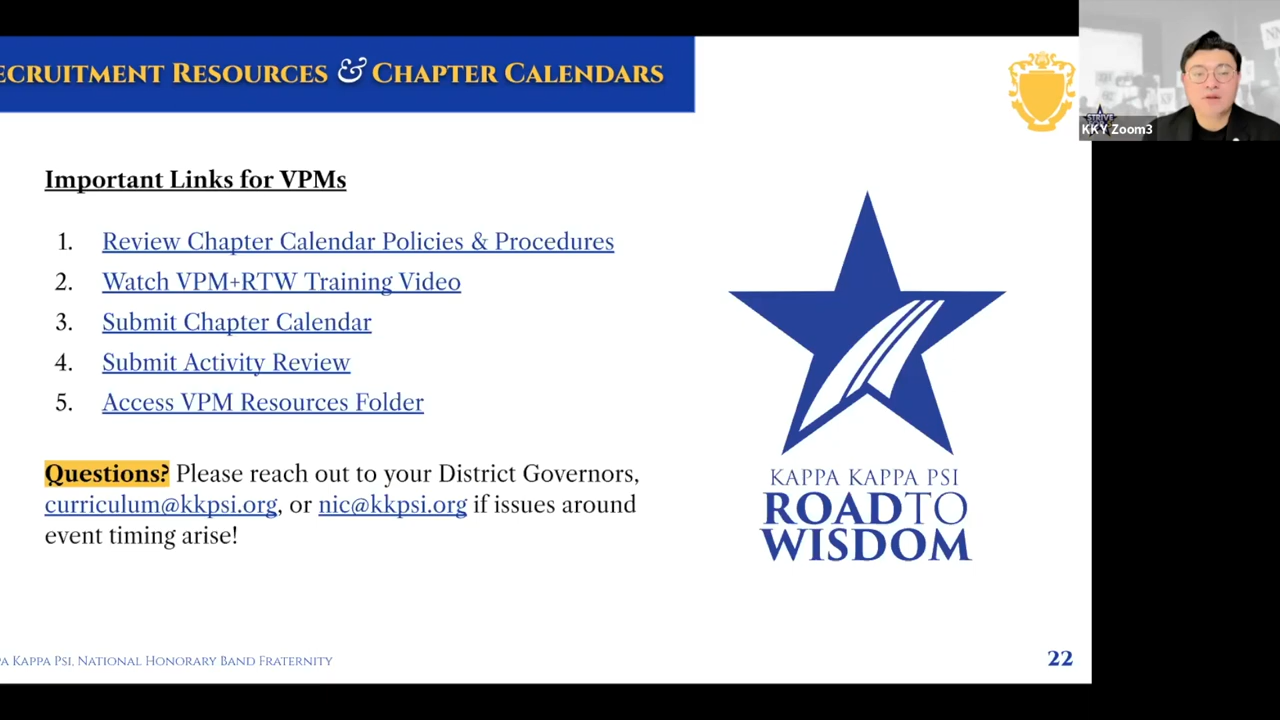 ECRUITMENT RESOURCES & CHAPTER CALENDARS
KKY Zoom3
STRIVE
Important Links for VPMs
1. Review Chapter Calendar Policies & Procedures
2. Watch VPM+RTW Training Video
3. Submit Chapter Calendar
4. Submit Activity Review
5. Access VPM Resources Folder
Questions? Please reach out to your District Governors,
curriculum@kkpsi.org, or nic@kkpsi.org if issues around
event timing arise!
KAPPA KAPPA PSI
ROAD TO
WISDOM
PA KAPPA PSI, NATIONAL HONORARY BAND FRATERNITY
22